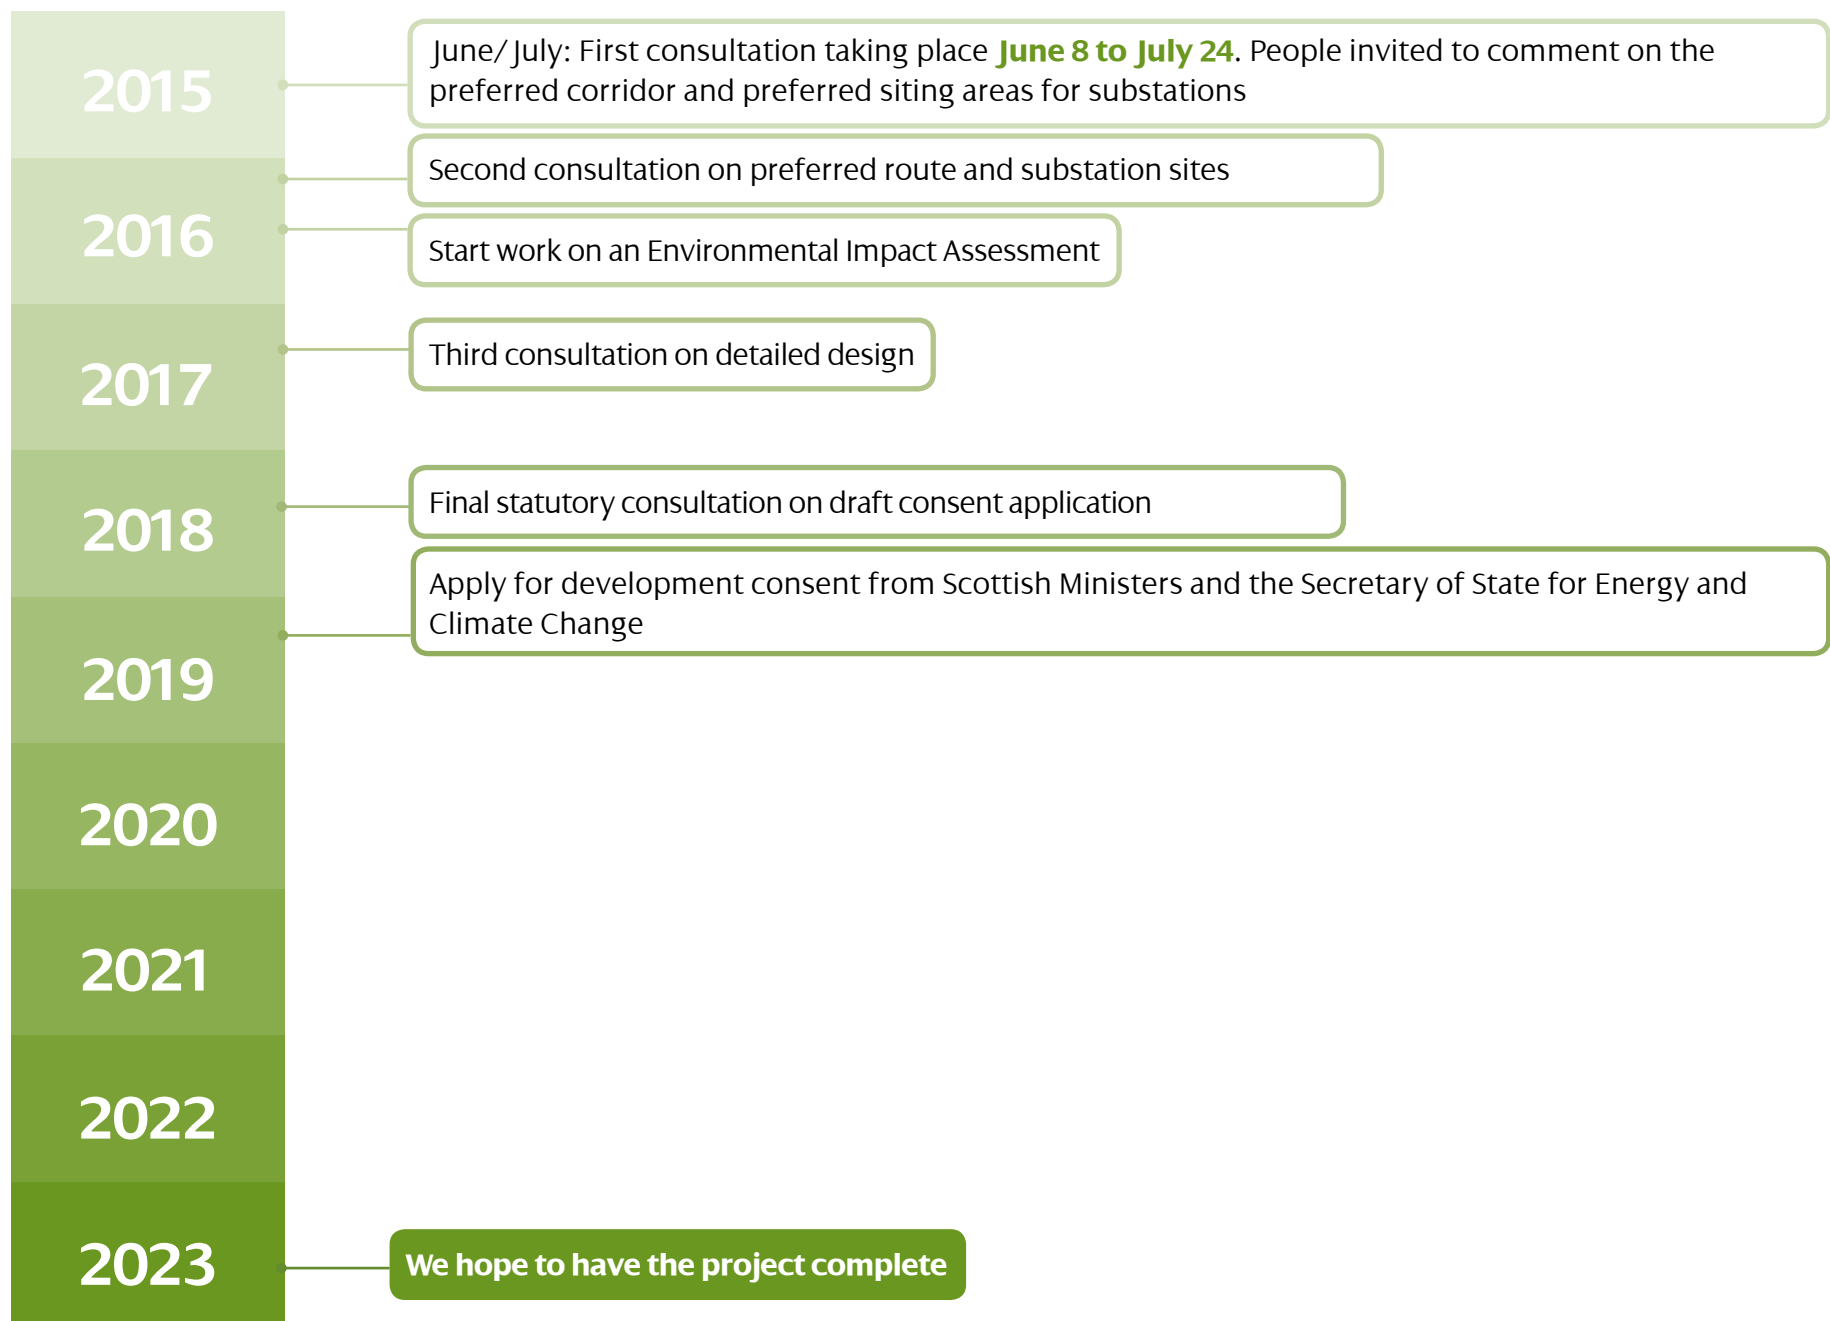 2015
June/July: First consultation taking place June 8 to July 24. People invited to comment on the
preferred corridor and preferred siting areas for substations
2016
Second consultation on preferred route and substation sites
Start work on an Environmental Impact Assessment
2017
Third consultation on detailed design
2018
Final statutory consultation on draft consent application
2019
Apply for development consent from Scottish Ministers and the Secretary of State for Energy and
Climate Change
2020
2021
2022
2023
We hope to have the project complete